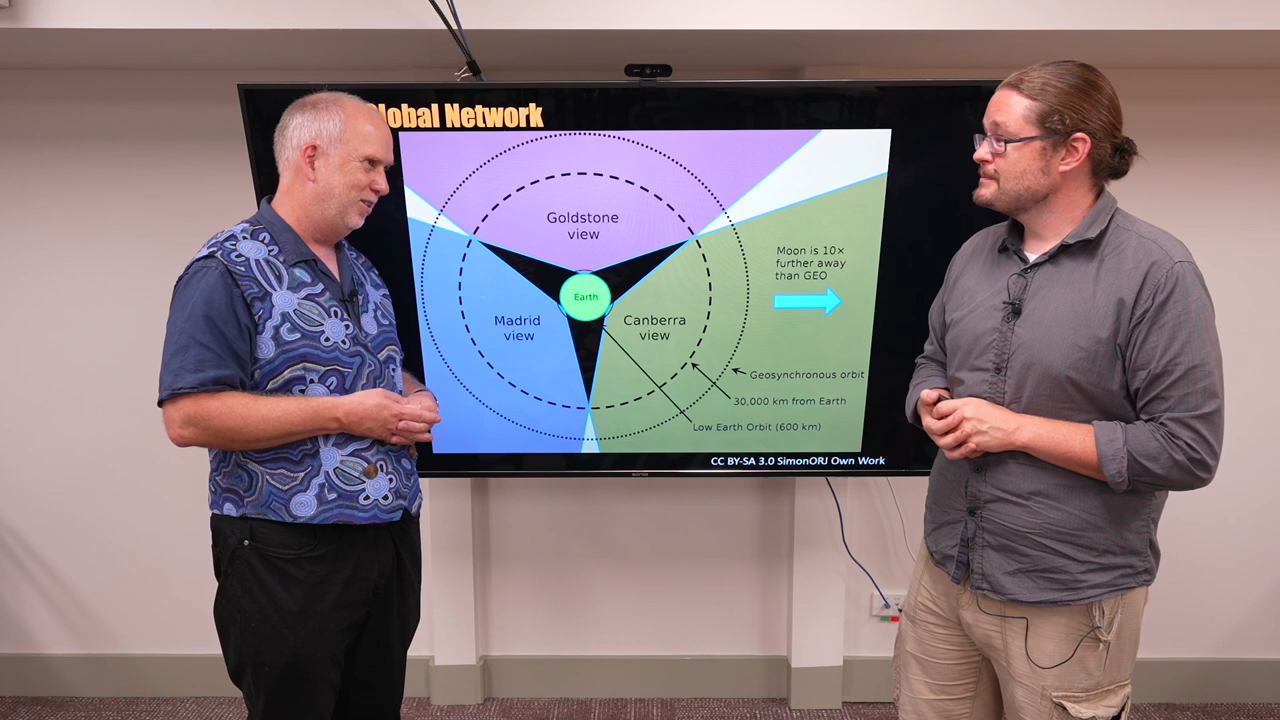 Global Network
Goldstone
view
Moon is 10×
further away
than GEO
Earth
Madrid
view
Canberra
view
Geosynchronous orbit
30,000 km from Earth
Low Earth Orbit (600 km)
CC BY-SA 3.0 SimonORJ Own Work